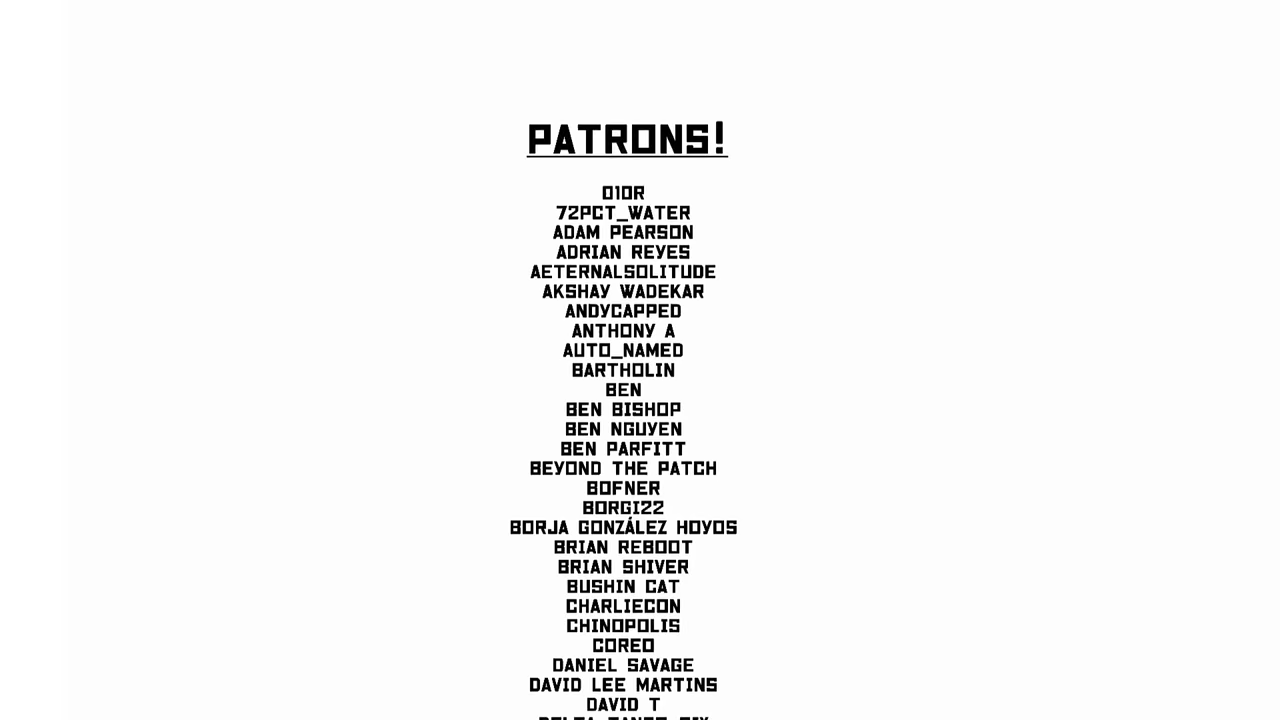 PATRONS!
010R
72PCT_WATER
ADAM PEARSON
ADRIAN REYES
AETERNALSOLITUDE
AKSHAY WADEKAR
ANDYCAPPED
ANTHONY A
AUTO_NAMED
BARTHOLIN
BEN
BEN BISHOP
BEN NGUYEN
BEN PARFITT
BEYOND THE PATCH
BOFNER
BORGI22
BORJA GONZÁLEZ HOYOS
BRIAN REBOOT
BRIAN SHIVER
BUSHIN CAT
CHARLIECON
CHINOPOLIS
COREO
DANIEL SAVAGE
DAVID LEE MARTINS
DAVID T